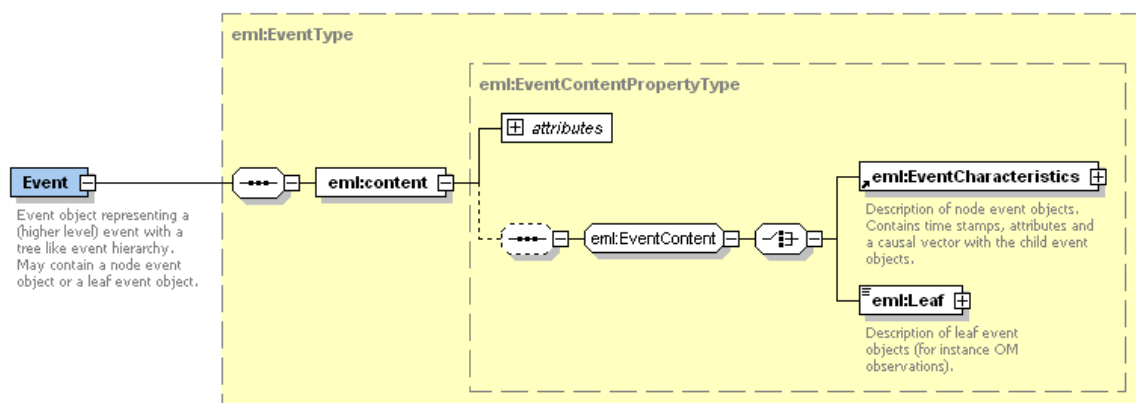 eml:EventType
eml:EventContentPropertyType
attributes
Event
eml:content
Event object representing a
(higher level) event with a
tree like event hierarchy.
May contain a node event
object or a leaf event object.
eml:EventContent
eml:EventCharacteristics
Description of node event objects.
Contains time stamps, attributes and
a causal vector with the child event
objects.
eml:Leaf
Description of leaf event
objects (for instance OM
observations).